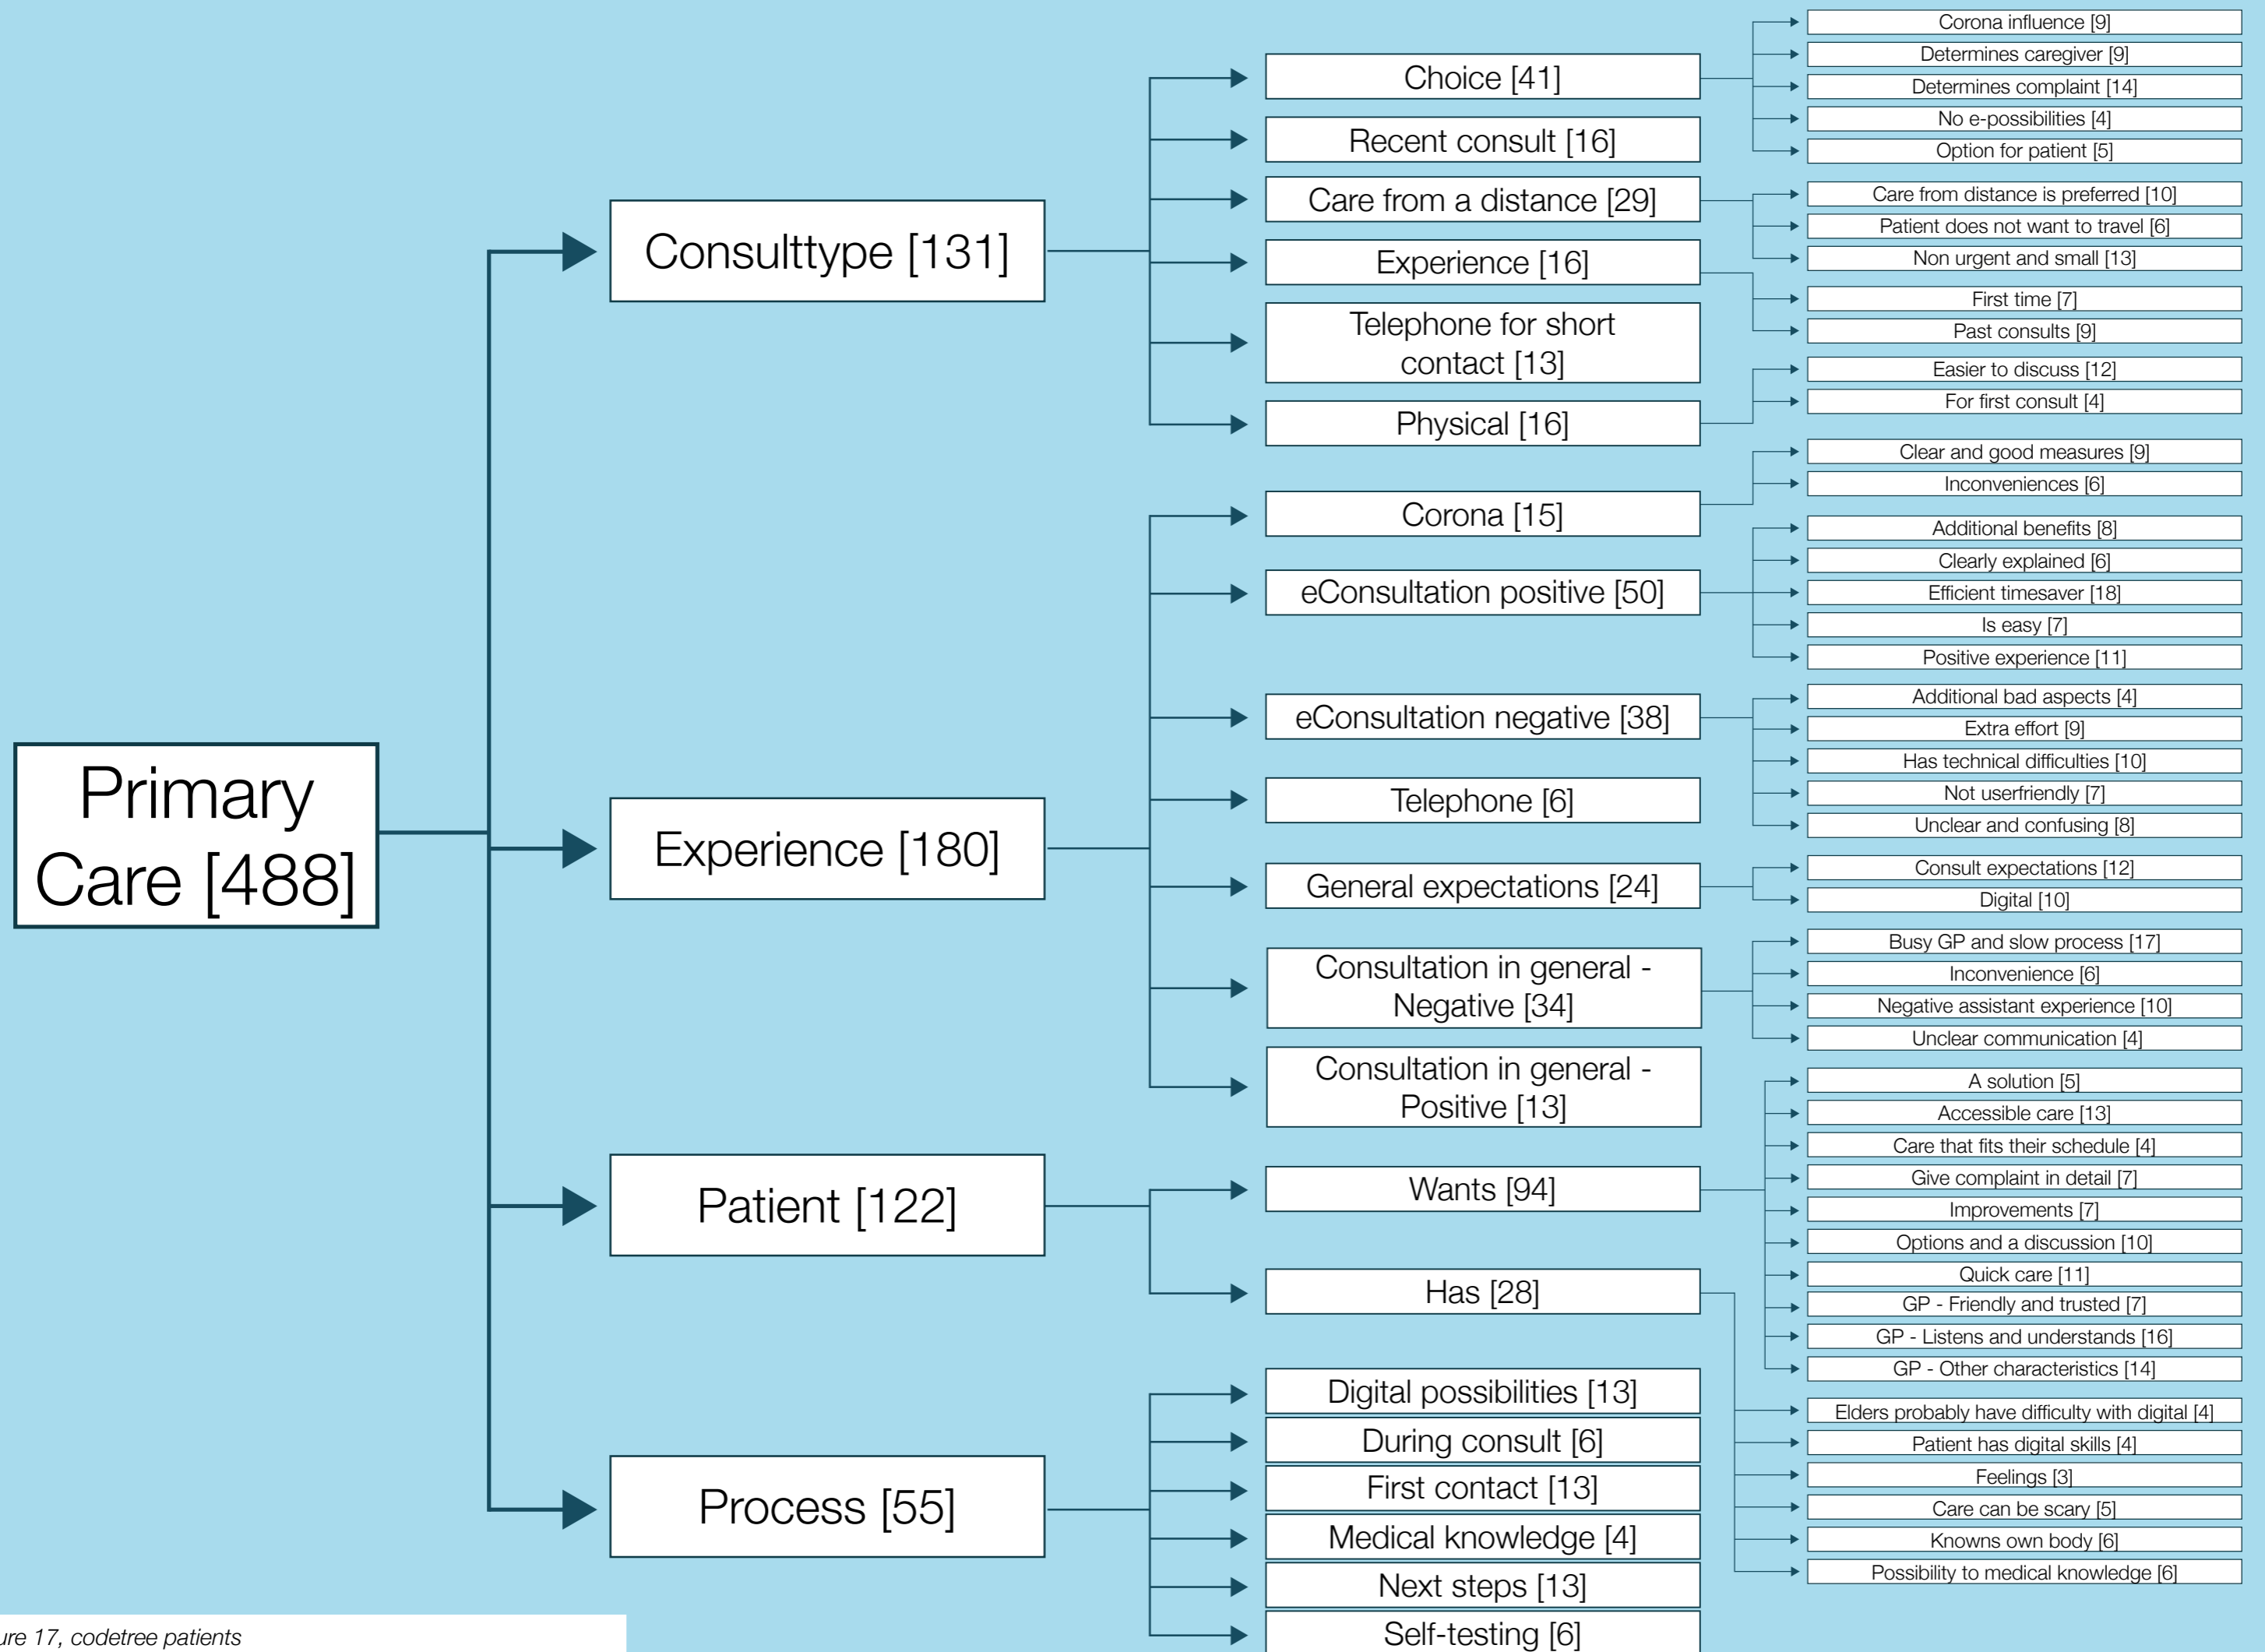 Primary
Care [488]
Consulttype [131]
Experience [180]
Patient [122]
Process [55]
Choice [41]
Recent consult [16]
Care from a distance [29]
Experience [16]
Telephone for short
contact [13]
Physical [16]
Corona [15]
eConsultation positive [50]
eConsultation negative [38]
Telephone [6]
General expectations [24]
Consultation in general -
Negative [34]
Consultation in general -
Positive [13]
Wants [94]
Has [28]
Digital possibilities [13]
During consult [6]
First contact [13]
Medical knowledge [4]
Next steps [13]
Self-testing [6]
Corona influence [9]
Determines caregiver [9]
Determines complaint [14]
No e-possibilities [4]
Option for patient [5]
Care from distance is preferred [10]
Patient does not want to travel [6]
Non urgent and small [13]
First time [7]
Past consults [9]
Easier to discuss [12]
For first consult [4]
Clear and good measures [9]
Inconveniences [6]
Additional benefits [8]
Clearly explained [6]
Efficient timesaver [18]
Is easy [7]
Positive experience [11]
Additional bad aspects [4]
Extra effort [9]
Has technical difficulties [10]
Not userfriendly [7]
Unclear and confusing [8]
Consult expectations [12]
Digital [10]
Busy GP and slow process [17]
Inconvenience [6]
Negative assistant experience [10]
Unclear communication [4]
A solution [5]
Accessible care [13]
Care that fits their schedule [4]
Give complaint in detail [7]
Improvements [7]
Options and a discussion [10]
Quick care [11]
GP - Friendly and trusted [7]
GP - Listens and understands [16]
GP - Other characteristics [14]
Elders probably have difficulty with digital [4]
Patient has digital skills [4]
Feelings [3]
Care can be scary [5]
Knowns own body [6]
Possibility to medical knowledge [6]
ure 17, codetree patients